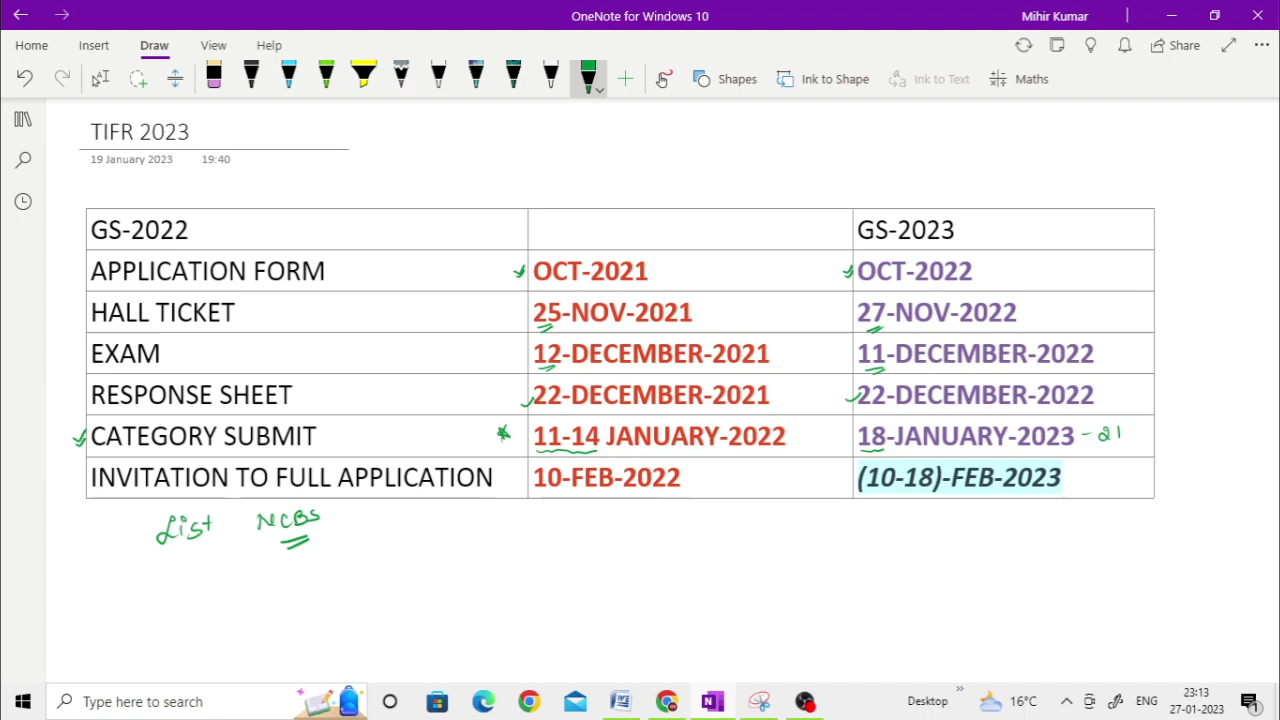 OneNote for Windows 10
Mihir Kumar
Home Insert Draw View Help
Share
Shapes Ink to Shape Ink to Text Maths
TIFR 2023
19 January 2023 19:40
GS-2022 GS-2023
APPLICATION FORM OCT-2021 OCT-2022
HALL TICKET 25-NOV-2021 27-NOV-2022
EXAM 12-DECEMBER-2021 11-DECEMBER-2022
RESPONSE SHEET 22-DECEMBER-2021 22-DECEMBER-2022
CATEGORY SUBMIT 11-14 JANUARY-2022 18-JANUARY-2023 - 21
INVITATION TO FULL APPLICATION 10-FEB-2022 (10-18)-FEB-2023
List NCBS
Type here to search
Desktop » 16°C ENG 23:13
27-01-2023 1